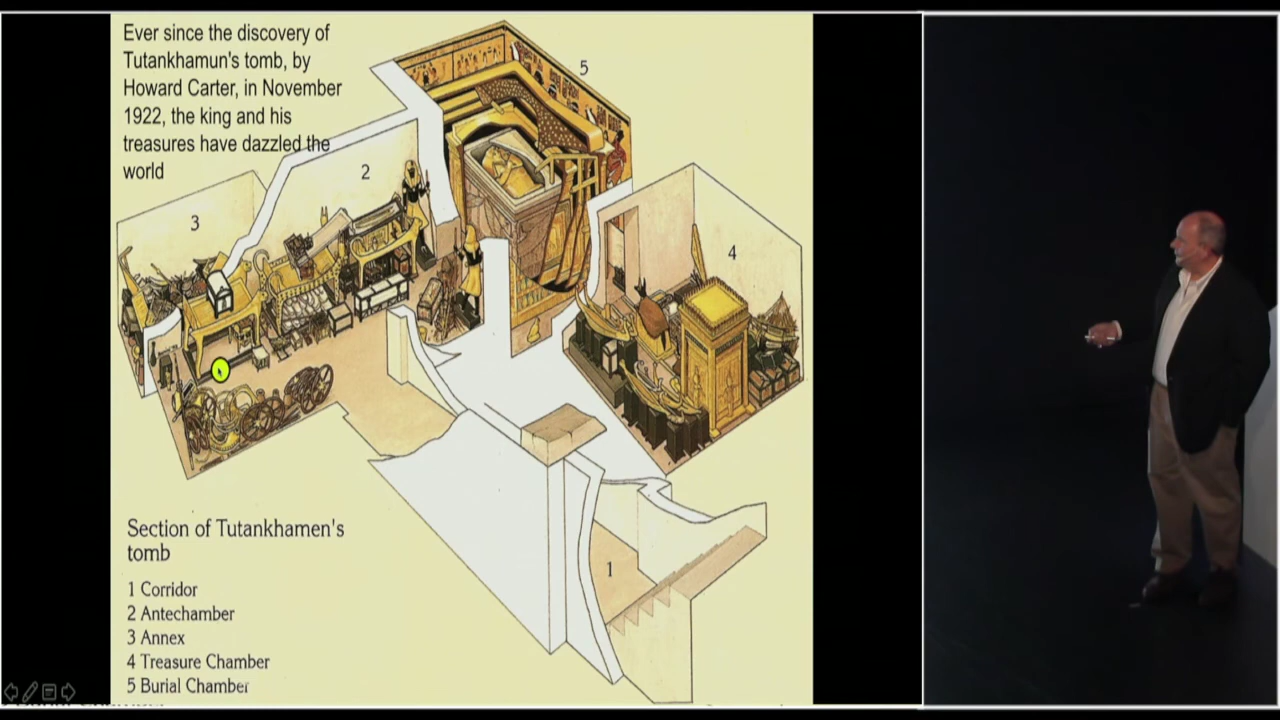 Ever since the discovery of
Tutankhamun's tomb, by
Howard Carter, in November
1922, the king and his
treasures have dazzled the
world
5
2
3
4
1
Section of Tutankhamen's
tomb
1 Corridor
2 Antechamber
3 Annex
4 Treasure Chamber
5 Burial Chamber